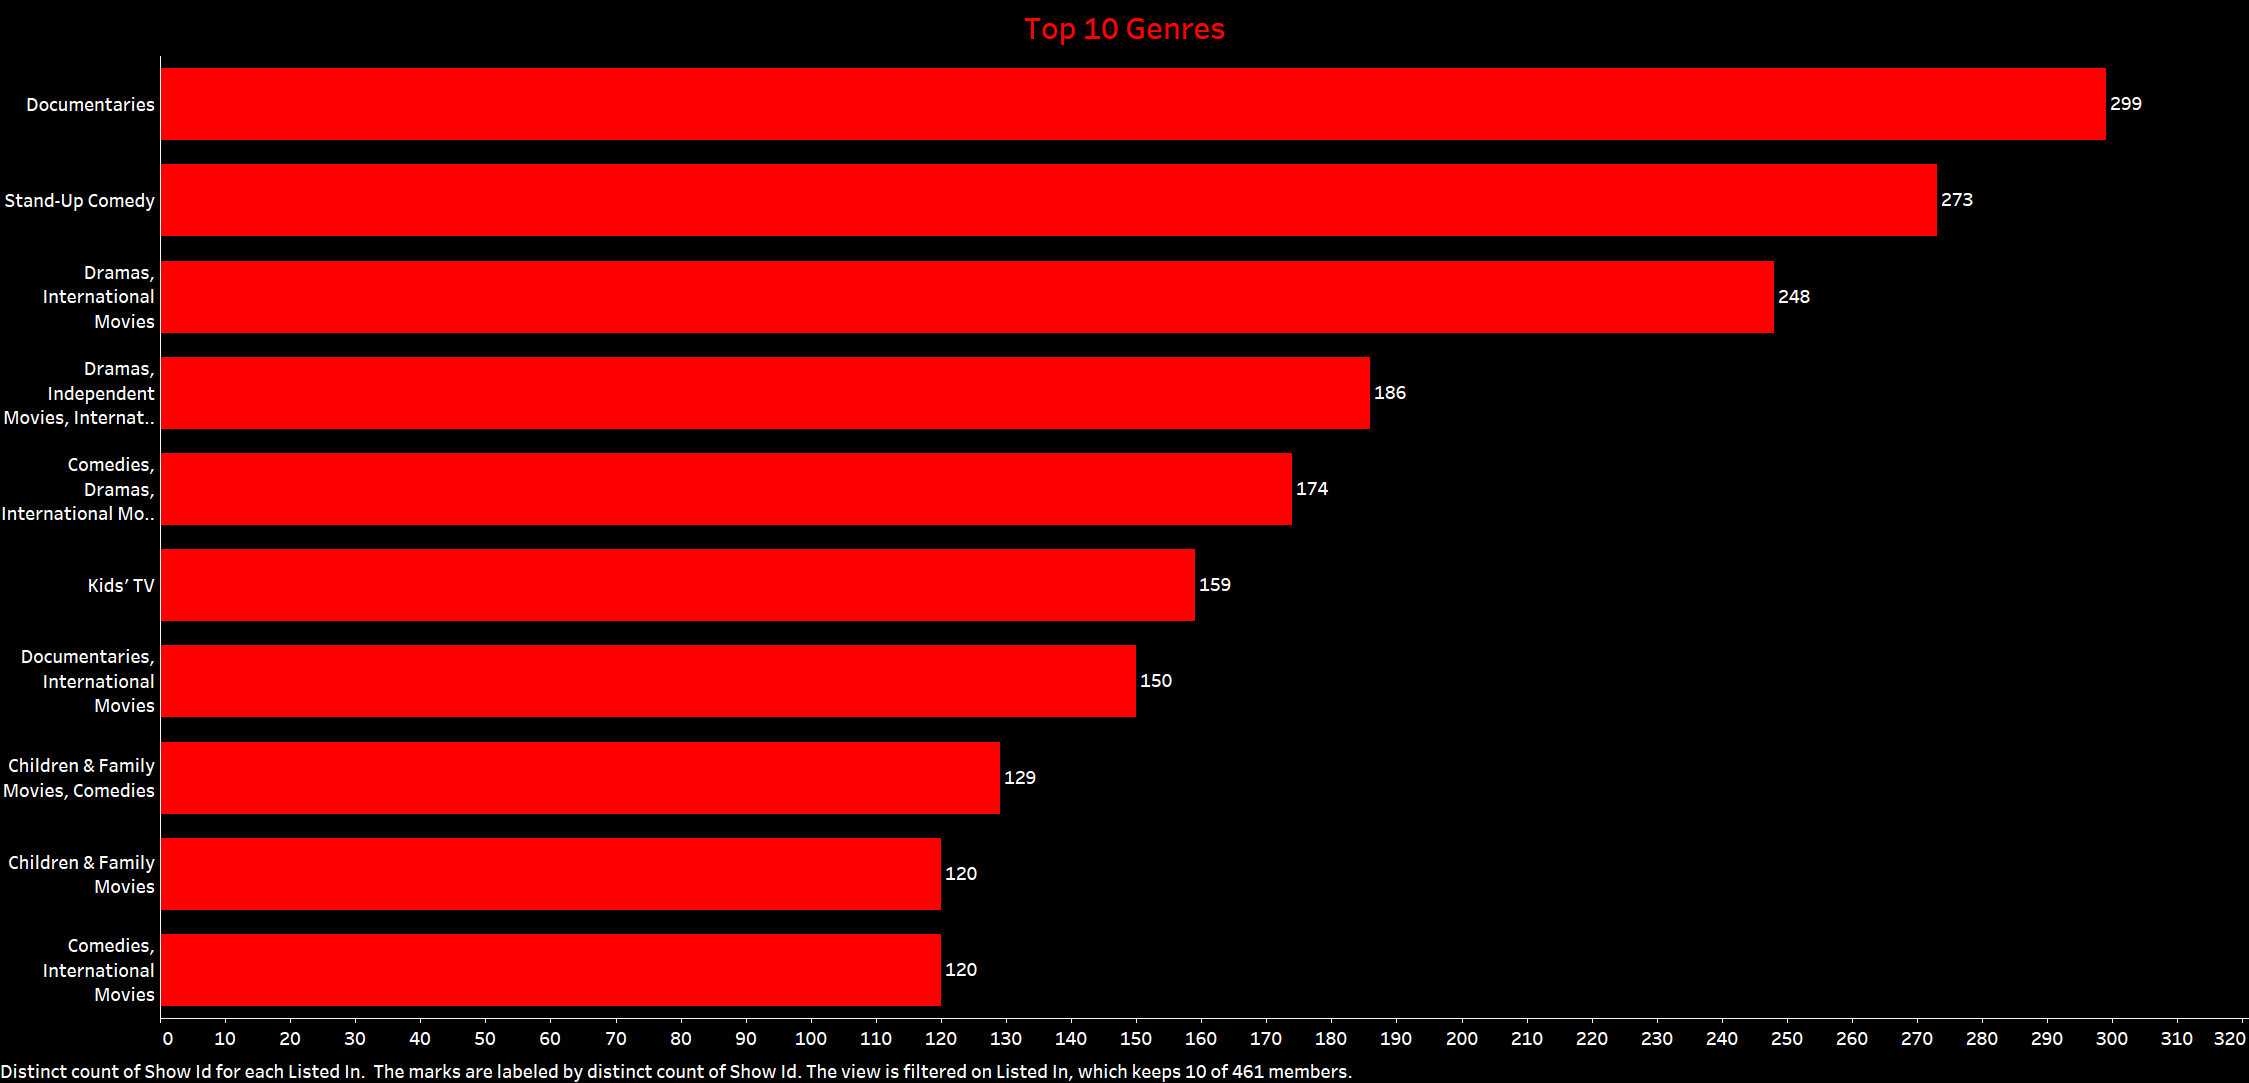 Top 10 Genres
Documentaries
299
Stand-Up Comedy
273
Dramas,
International
Movies
248
Dramas,
Independent
Movies, Internat..
186
Comedies,
Dramas,
International Mo..
174
Kids’ TV
159
Documentaries,
International
Movies
150
Children & Family
Movies, Comedies
129
Children & Family
Movies
120
Comedies,
International
Movies
120
0 10 20 30 40 50 60 70 80 90 100 110 120 130 140 150 160 170 180 190 200 210 220 230 240 250 260 270 280 290 300 310 320
Distinct count of Show Id for each Listed In.  The marks are labeled by distinct count of Show Id. The view is filtered on Listed In, which keeps 10 of 461 members.